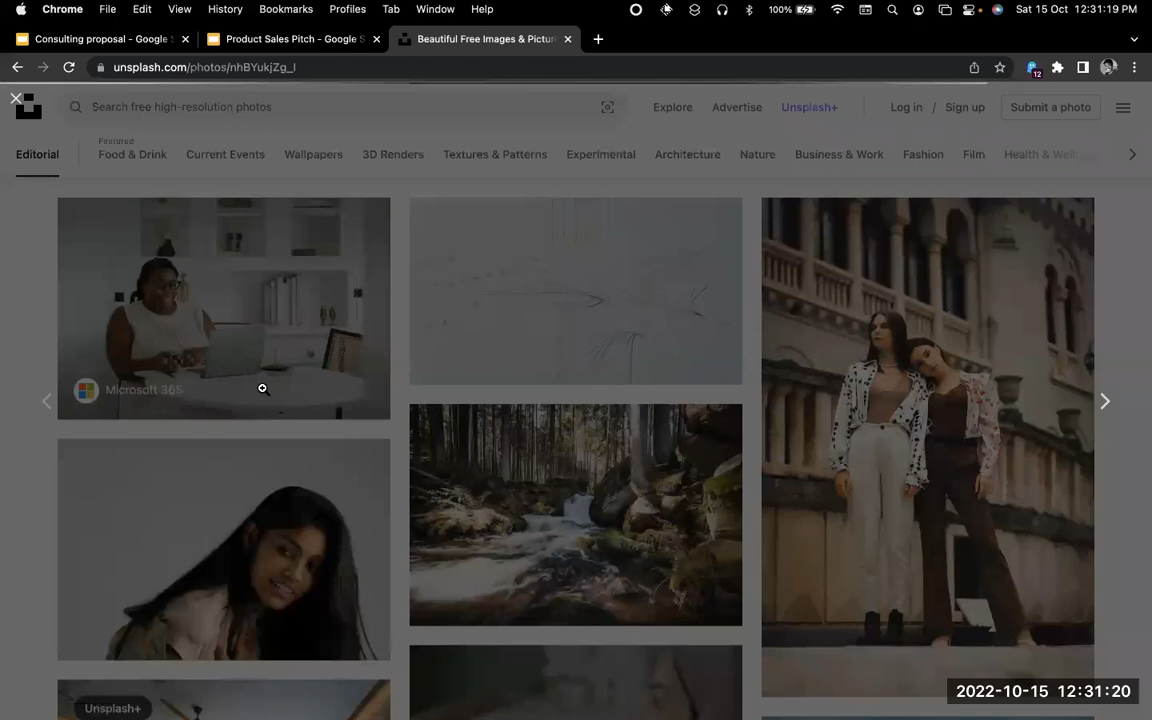 Chrome File Edit View History Bookmarks Profiles Tab Window Help 100% Sat 15 Oct 12:31:19 PM
Consulting proposal - Google S Product Sales Pitch - Google S Beautiful Free Images & Pictur
unsplash.com/photos/nhBYukjZg_I 12
Search free high-resolution photos Explore Advertise Unsplash+ Log in / Sign up Submit a photo
Featured
Editorial Food & Drink Current Events Wallpapers 3D Renders Textures & Patterns Experimental Architecture Nature Business & Work Fashion Film Health & Welln
Microsoft 365
Unsplash+
2022-10-15 12:31:20